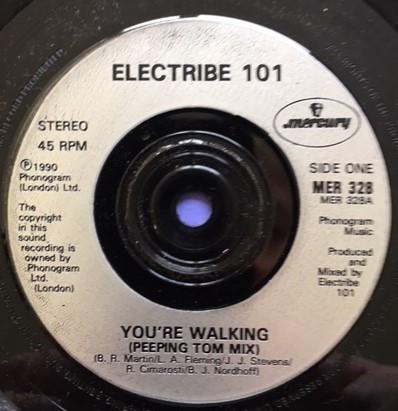 ELECTRIBE 101
mercury
STEREO
45 RPM
℗1990
Phonogram
(London) Ltd.
The
copyright
in this
sound
recording is
owned by
Phonogram
Ltd.
(London)
SIDE ONE
MER 328
MER 328A
Phonogram
Music
Produced
and
Mixed by
Electribe
101
YOU'RE WALKING
(PEEPING TOM MIX)
(B. R. Martin/L. A. Fleming/J. J. Stevens/
R. Cimarosti/B. J. Nordhoff)